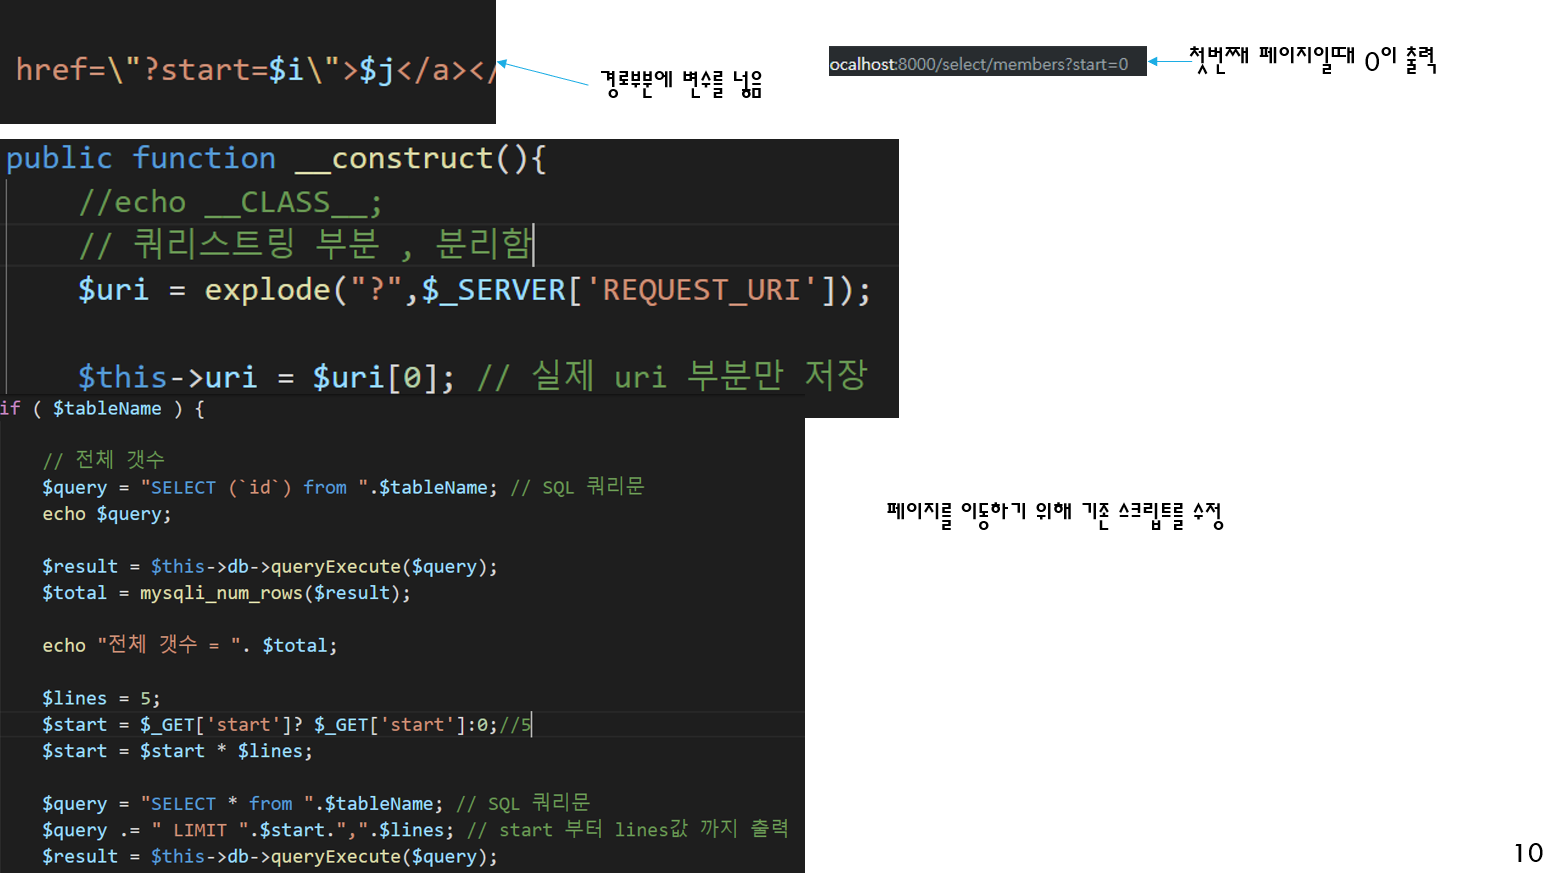 href=\"?start=$i\">$j</a></
경로부분에 변수를 넣음
ocalhost:8000/select/members?start=0
첫번째 페이지일때 0이 출력
public function __construct(){
//echo __CLASS__;
// 쿼리스트링 부분 , 분리함
$uri = explode("?",$_SERVER['REQUEST_URI']);
$this->uri = $uri[0]; // 실제 uri 부분만 저장
if ( $tableName ) {
// 전체 갯수
$query = "SELECT (`id`) from ".$tableName; // SQL 쿼리문
echo $query;
$result = $this->db->queryExecute($query);
$total = mysqli_num_rows($result);
echo "전체 갯수 = ". $total;
$lines = 5;
$start = $_GET['start']? $_GET['start']:0;//5
$start = $start * $lines;
$query = "SELECT * from ".$tableName; // SQL 쿼리문
$query .= " LIMIT ".$start.",".$lines; // start 부터 lines값 까지 출력
$result = $this->db->queryExecute($query);
페이지를 이동하기 위해 기존 스크립트를 수정
10